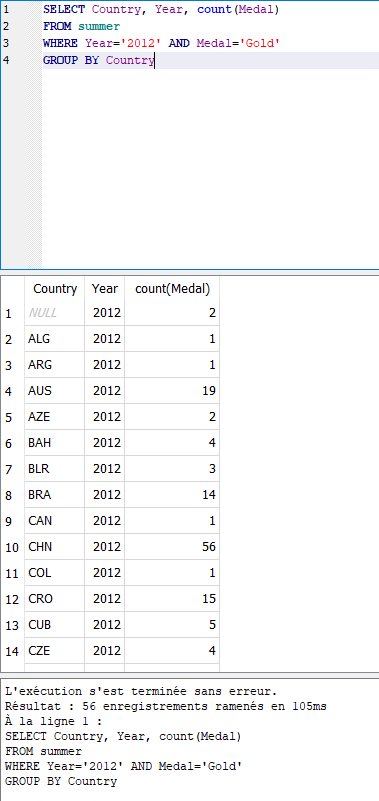 1 SELECT Country, Year, count(Medal)
2 FROM summer
3 WHERE Year='2012' AND Medal='Gold'
4 GROUP BY Country
Country Year count(Medal)
1 NULL 2012 2
2 ALG 2012 1
3 ARG 2012 1
4 AUS 2012 19
5 AZE 2012 2
6 BAH 2012 4
7 BLR 2012 3
8 BRA 2012 14
9 CAN 2012 1
10 CHN 2012 56
11 COL 2012 1
12 CRO 2012 15
13 CUB 2012 5
14 CZE 2012 4
L'exécution s'est terminée sans erreur.
Résultat : 56 enregistrements ramenés en 105ms
À la ligne 1 :
SELECT Country, Year, count(Medal)
FROM summer
WHERE Year='2012' AND Medal='Gold'
GROUP BY Country